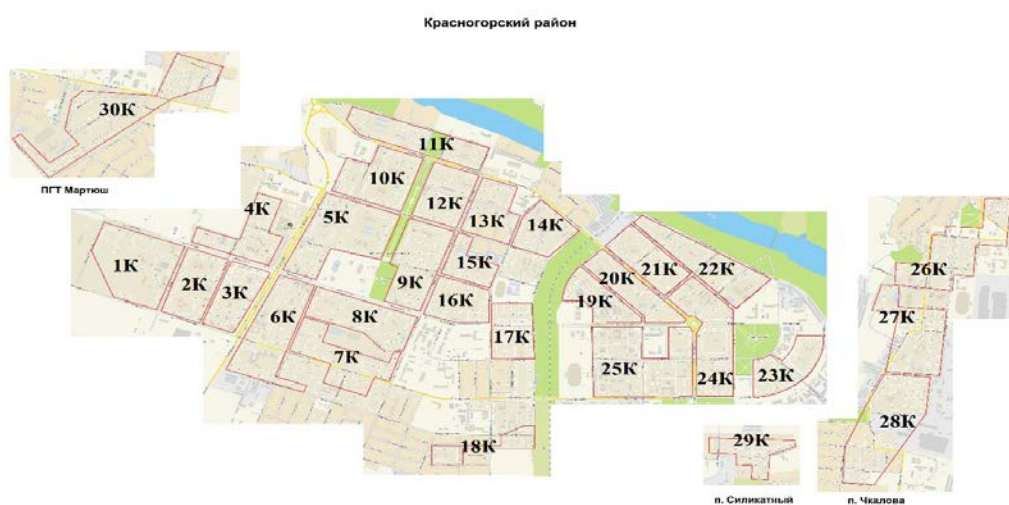 Красногорский район
30К
ПГТ Мартюш
11К
10К
4К
5К
12К
13К
14К
1К
2К
3К
15К
9К
16К
6К
8К
7К
17К
18К
20К
21К
22К
19К
25К
24К
23К
26К
27К
28К
29К
п. Силикатный
п. Чкалова